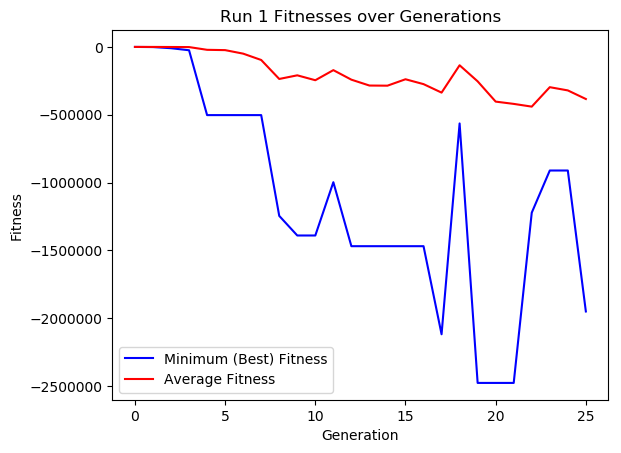 Run 1 Fitnesses over Generations
Fitness
0
−500000
−1000000
−1500000
−2000000
−2500000
Minimum (Best) Fitness
Average Fitness
0 5 10 15 20 25
Generation